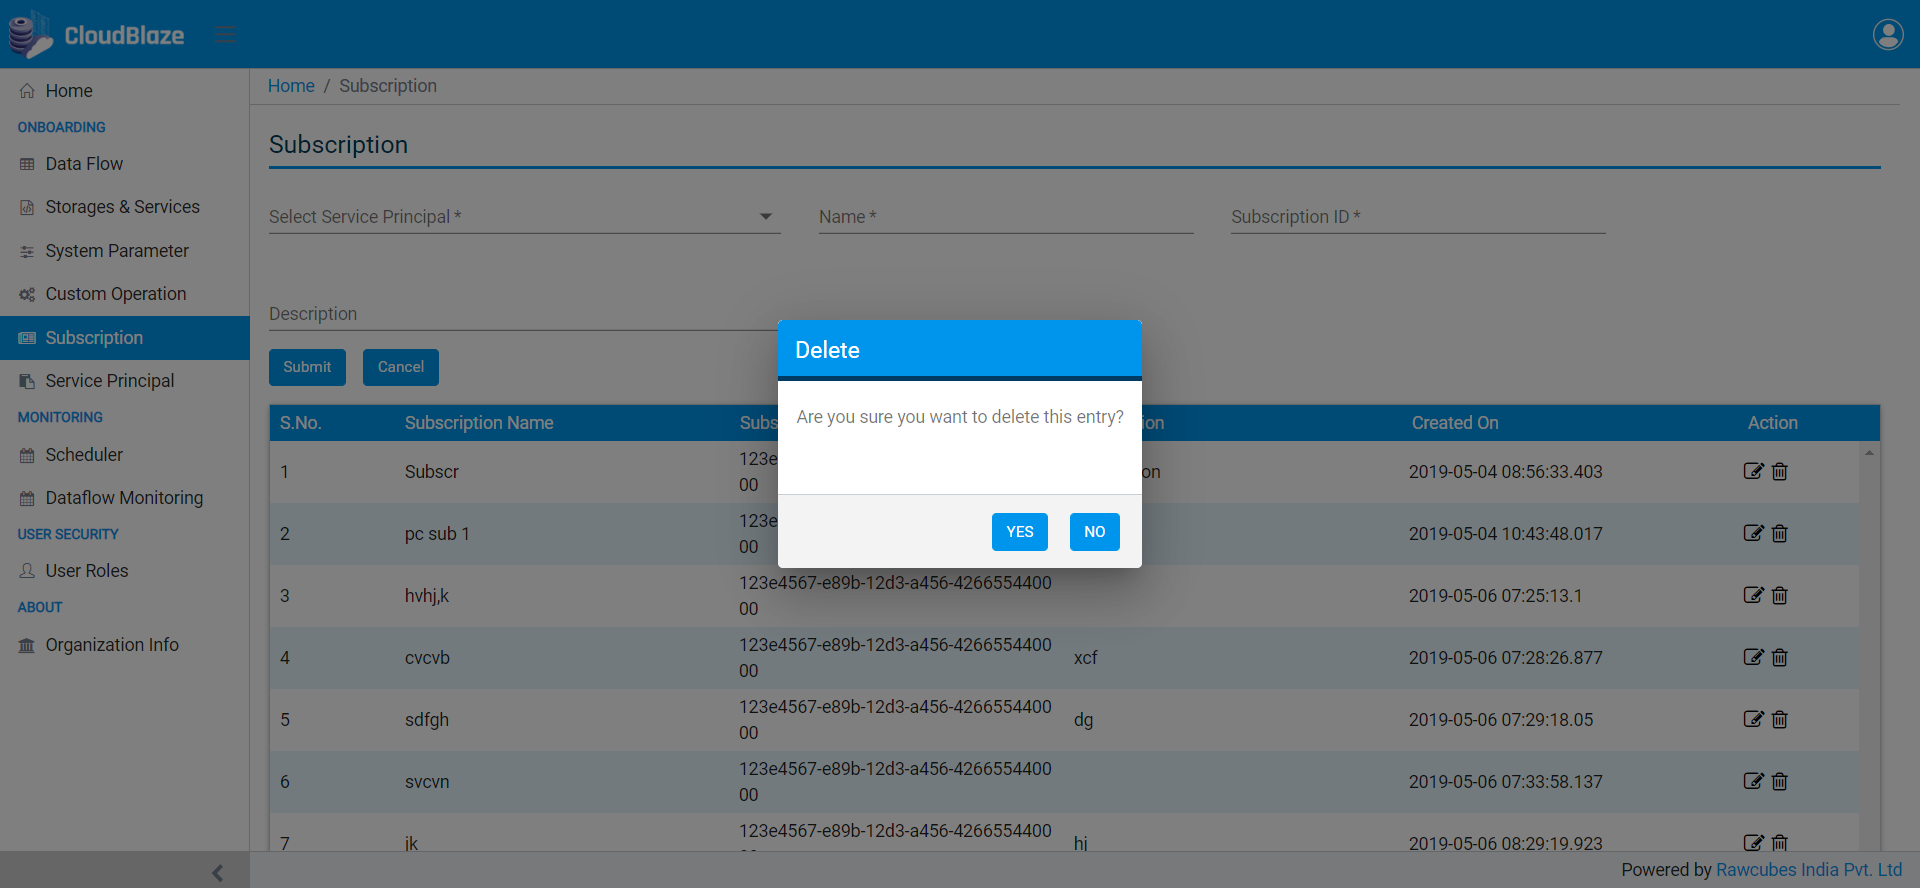 CloudBlaze
Home
ONBOARDING
Data Flow
Storages & Services
System Parameter
Custom Operation
Subscription
Service Principal
MONITORING
Scheduler
Dataflow Monitoring
USER SECURITY
User Roles
ABOUT
Organization Info
Home / Subscription
Subscription
Select Service Principal * Name * Subscription ID *
Description
Submit Cancel
Delete
Are you sure you want to delete this entry?
YES NO
S.No. Subscription Name Subs ion Created On Action
1 Subscr 123e on 2019-05-04 08:56:33.403
00
2 pc sub 1 123e 2019-05-04 10:43:48.017
00
3 hvhj,k 123e4567-e89b-12d3-a456-4266554400 2019-05-06 07:25:13.1
00
4 cvcvb 123e4567-e89b-12d3-a456-4266554400 xcf 2019-05-06 07:28:26.877
00
5 sdfgh 123e4567-e89b-12d3-a456-4266554400 dg 2019-05-06 07:29:18.05
00
6 svcvn 123e4567-e89b-12d3-a456-4266554400 2019-05-06 07:33:58.137
00
7 jk 123e4567-e89b-12d3-a456-4266554400 hj 2019-05-06 08:29:19.923
Powered by Rawcubes India Pvt. Ltd